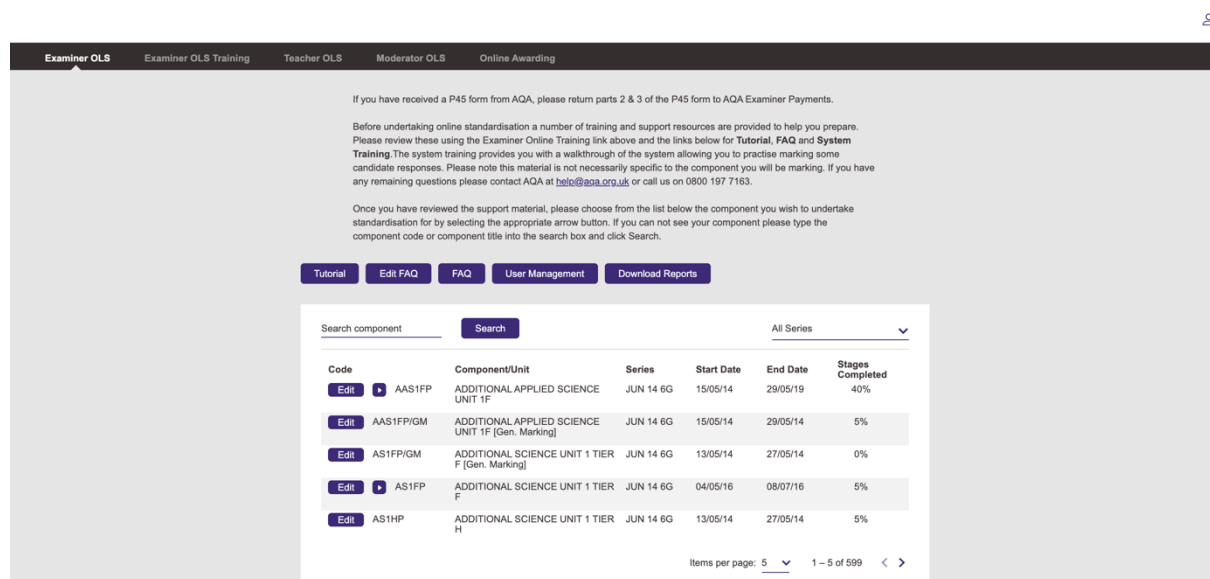 Examiner OLS Examiner OLS Training Teacher OLS Moderator OLS Online Awarding
If you have received a P45 form from AQA, please return parts 2 & 3 of the P45 form to AQA Examiner Payments.
Before undertaking online standardisation a number of training and support resources are provided to help you prepare.
Please review these using the Examiner Online Training link above and the links below for Tutorial, FAQ and System
Training.The system training provides you with a walkthrough of the system allowing you to practise marking some
candidate responses. Please note this material is not necessarily specific to the component you will be marking. If you have
any remaining questions please contact AQA at help@aqa.org.uk or call us on 0800 197 7163.
Once you have reviewed the support material, please choose from the list below the component you wish to undertake
standardisation for by selecting the appropriate arrow button. If you can not see your component please type the
component code or component title into the search box and click Search.
Tutorial Edit FAQ FAQ User Management Download Reports
Search component Search All Series
Code Component/Unit Series Start Date End Date Stages
Completed
Edit AAS1FP ADDITIONAL APPLIED SCIENCE JUN 14 6G 15/05/14 29/05/19 40%
UNIT 1F
Edit AAS1FP/GM ADDITIONAL APPLIED SCIENCE JUN 14 6G 15/05/14 29/05/14 5%
UNIT 1F [Gen. Marking]
Edit AS1FP/GM ADDITIONAL SCIENCE UNIT 1 TIER JUN 14 6G 13/05/14 27/05/14 0%
F [Gen. Marking]
Edit AS1FP ADDITIONAL SCIENCE UNIT 1 TIER JUN 14 6G 04/05/16 08/07/16 5%
F
Edit AS1HP ADDITIONAL SCIENCE UNIT 1 TIER JUN 14 6G 13/05/14 27/05/14 5%
H
Items per page: 5 1 – 5 of 599